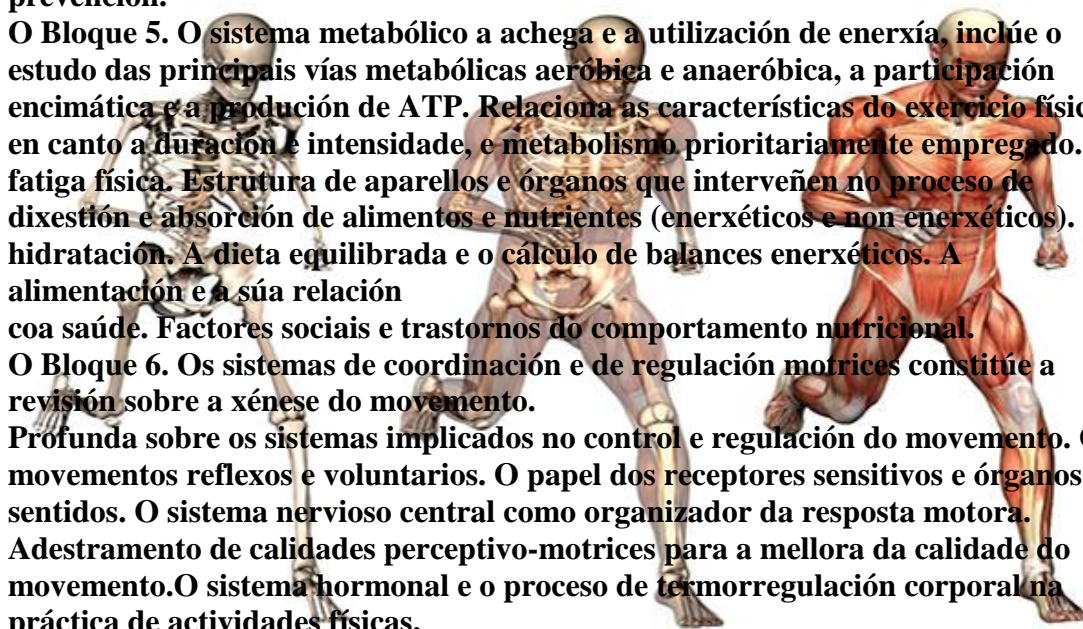 prevención.
O Bloque 5. O sistema metabólico a achega e a utilización de enerxía, inclúe o
estudo das principais vías metabólicas aeróbica e anaeróbica, a participación
encimática e a produción de ATP. Relaciona as características do exercicio físic
en canto a duración e intensidade, e metabolismo prioritariamente empregado.
fatiga física. Estrutura de aparellos e órganos que interveñen no proceso de
dixestión e absorción de alimentos e nutrientes (enerxéticos e non enerxéticos).
hidratación. A dieta equilibrada e o cálculo de balances enerxéticos. A
alimentación e a súa relación
coa saúde. Factores sociais e trastornos do comportamento nutricional.
O Bloque 6. Os sistemas de coordinación e de regulación motrices constitúe a
revisión sobre a xénese do movemento.
Profunda sobre os sistemas implicados no control e regulación do movemento.
movementos reflexos e voluntarios. O papel dos receptores sensitivos e órganos
sentidos. O sistema nervioso central como organizador da resposta motora.
Adestramento de calidades perceptivo-motrices para a mellora da calidade do
movemento.O sistema hormonal e o proceso de termorregulación corporal na
práctica de actividades físicas.